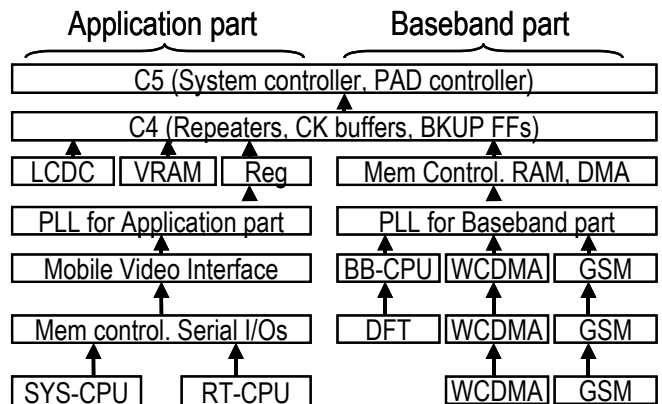 Application part
Baseband part
C5 (System controller, PAD controller)
C4 (Repeaters, CK buffers, BKUP FFs)
LCDC
VRAM
Reg
Mem Control. RAM, DMA
PLL for Application part
PLL for Baseband part
Mobile Video Interface
BB-CPU
WCDMA
GSM
Mem control. Serial I/Os
DFT
WCDMA
GSM
SYS-CPU
RT-CPU
WCDMA
GSM